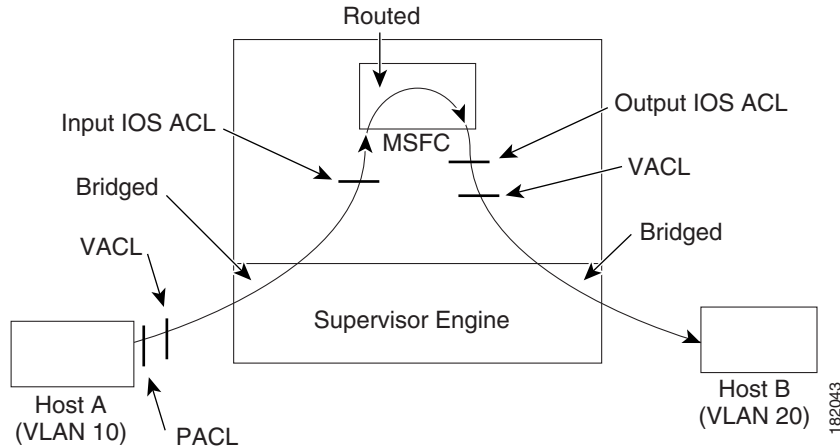 Routed
Input IOS ACL
MSFC
Output IOS ACL
VACL
Bridged
Bridged
VACL
Supervisor Engine
Host A
(VLAN 10)
PACL
Host B
(VLAN 20)
182043